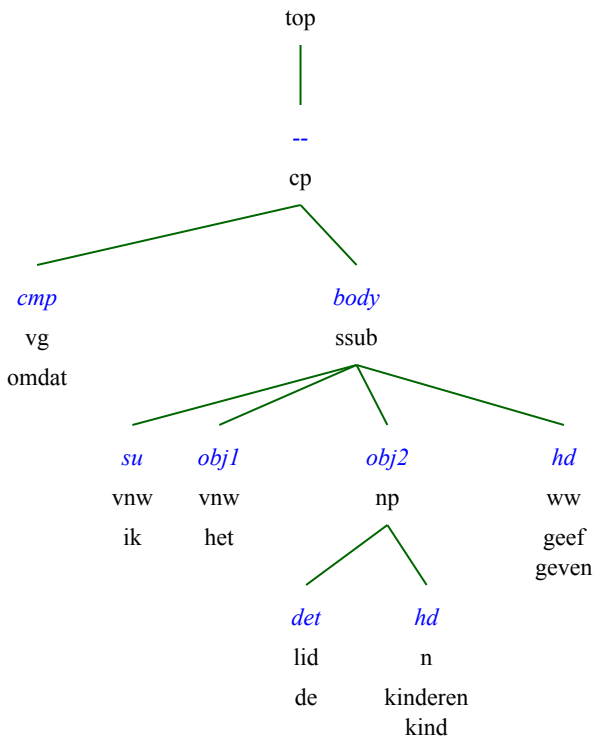 top
--
cp
cmp body
vg ssub
omdat
su obj1 obj2 hd
vnw vnw np ww
ik het geef
geven
det hd
lid n
de kinderen
kind